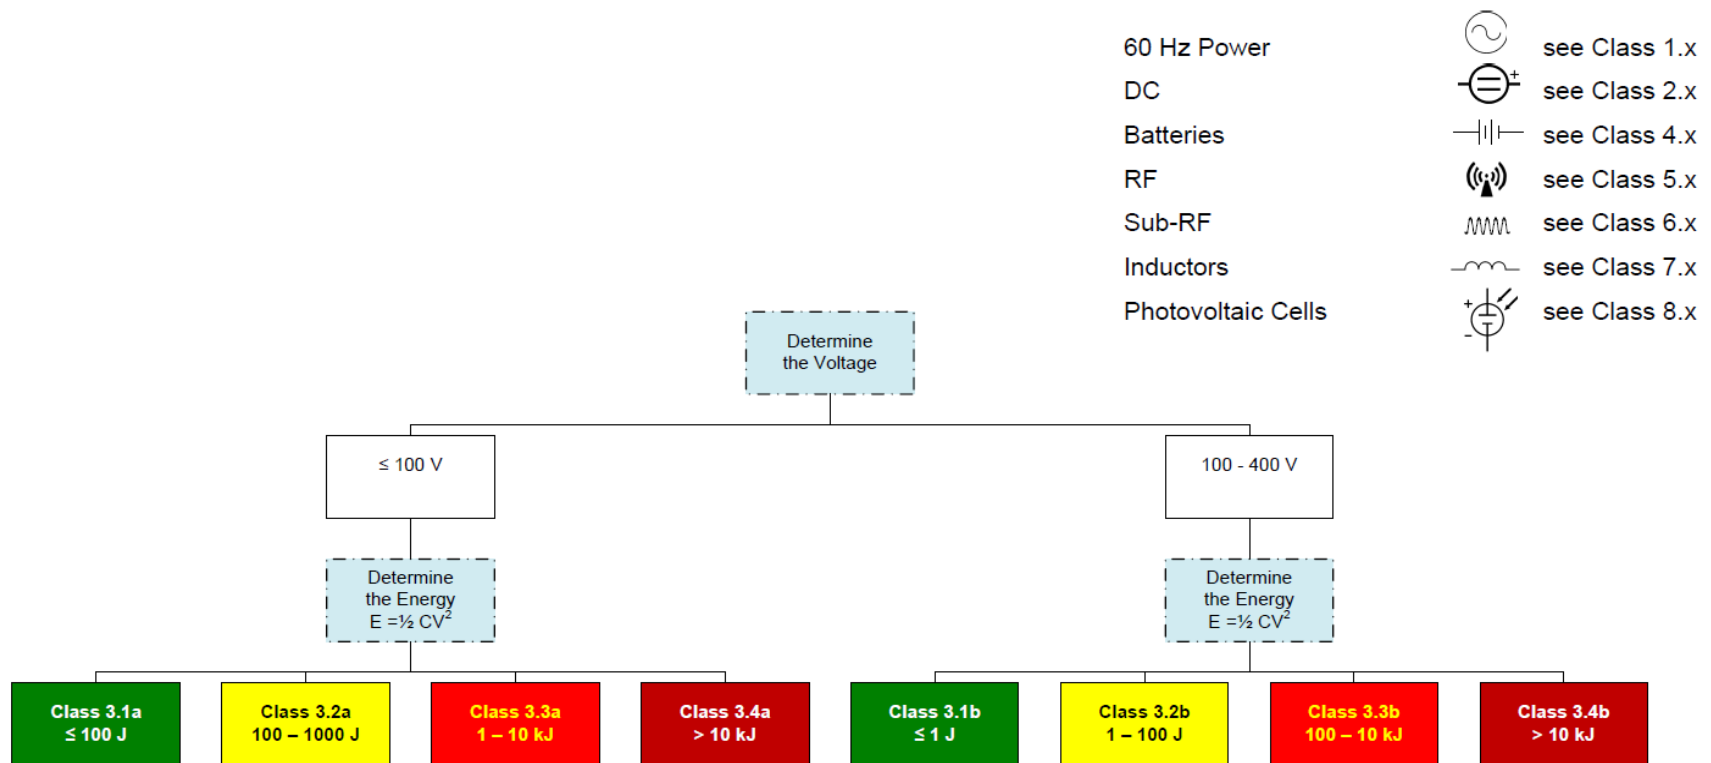 60 Hz Power see Class 1.x
DC see Class 2.x
Batteries see Class 4.x
RF see Class 5.x
Sub-RF see Class 6.x
Inductors see Class 7.x
Photovoltaic Cells see Class 8.x
Determine
the Voltage
≤ 100 V
100 - 400 V
Determine
the Energy
E =½ CV²
Determine
the Energy
E =½ CV²
Class 3.1a
≤ 100 J
Class 3.2a
100 – 1000 J
Class 3.3a
1 – 10 kJ
Class 3.4a
> 10 kJ
Class 3.1b
≤ 1 J
Class 3.2b
1 – 100 J
Class 3.3b
100 – 10 kJ
Class 3.4b
> 10 kJ